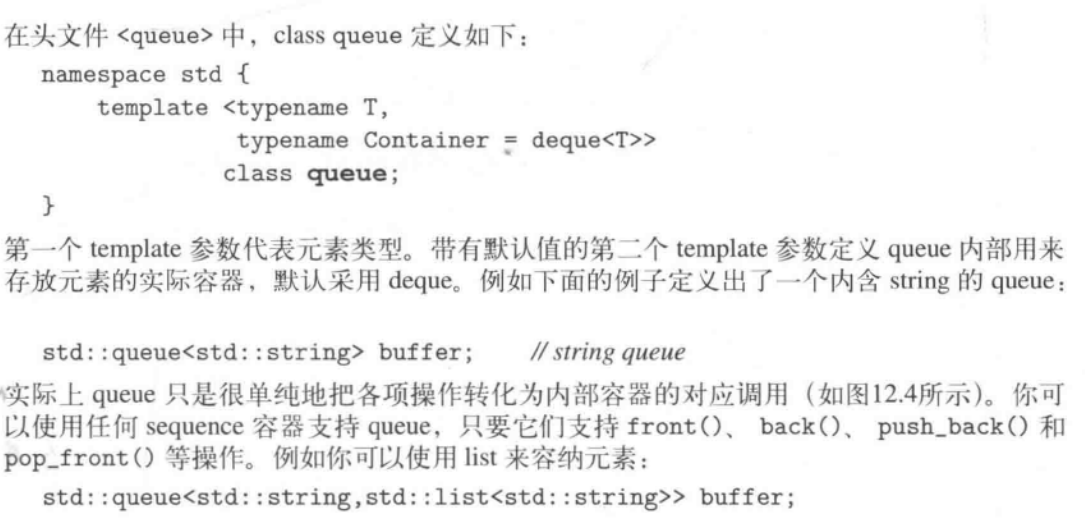 在头文件 <queue> 中，class queue 定义如下：
namespace std {
template <typename T,
typename Container = deque<T>>
class queue;
}
第一个 template 参数代表元素类型。带有默认值的第二个 template 参数定义 queue 内部用来
存放元素的实际容器，默认采用 deque。例如下面的例子定义出了一个内含 string 的 queue：
std::queue<std::string> buffer; // string queue
实际上 queue 只是很单纯地把各项操作转化为内部容器的对应调用（如图12.4所示）。你可
以使用任何 sequence 容器支持 queue，只要它们支持 front()、 back()、 push_back() 和
pop_front() 等操作。例如你可以使用 list 来容纳元素：
std::queue<std::string,std::list<std::string>> buffer;